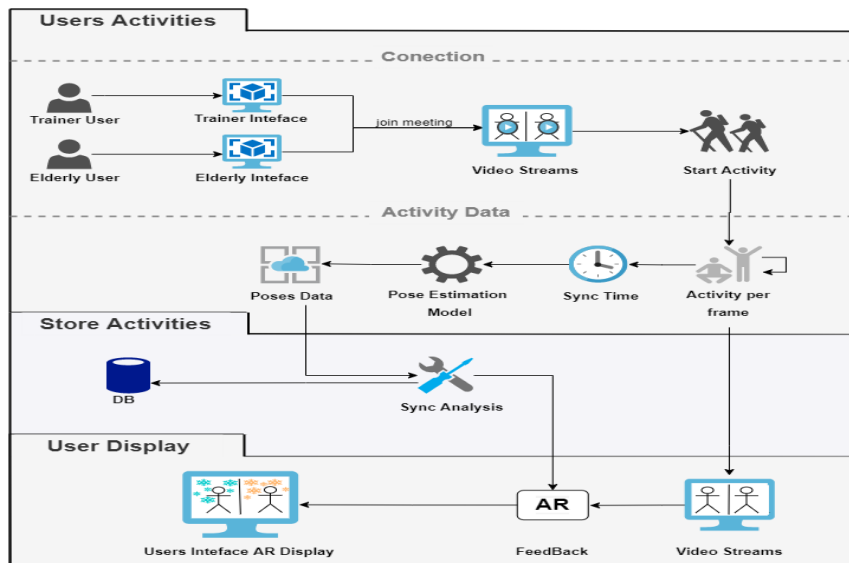 Users Activities
Conection
Trainer User
Trainer Inteface
join meeting
Elderly User
Elderly Inteface
Video Streams
Start Activity
Activity Data
Poses Data
Pose Estimation
Model
Sync Time
Activity per
frame
Store Activities
DB
Sync Analysis
User Display
AR
Users Inteface AR Display
FeedBack
Video Streams